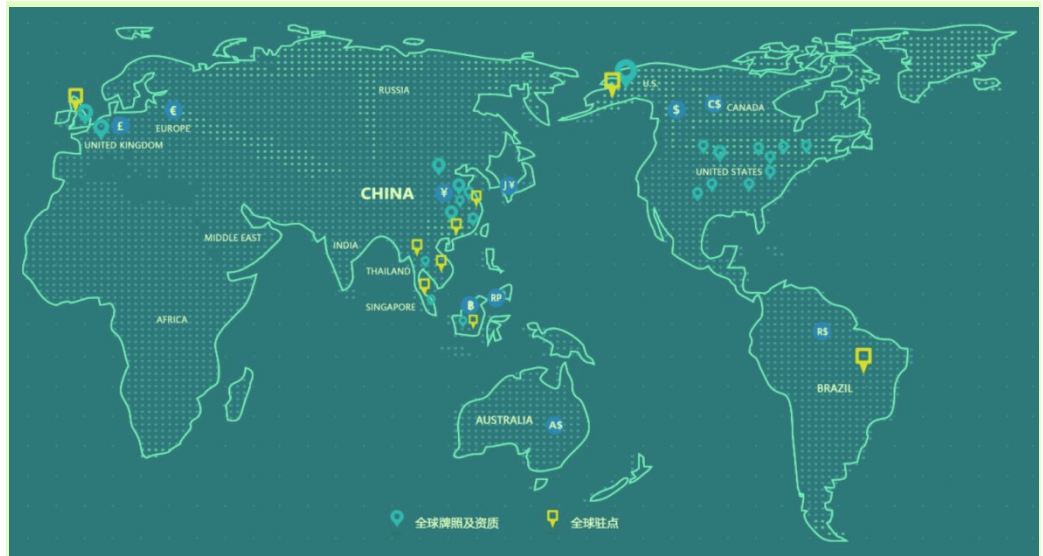 RUSSIA
U.S.
$
C$
CANADA
£
€
EUROPE
UNITED KINGDOM
UNITED STATES
CHINA
¥
J¥
MIDDLE EAST
INDIA
THAILAND
SINGAPORE
฿
RP
AFRICA
R$
BRAZIL
AUSTRALIA
A$
全球牌照及资质
全球驻点